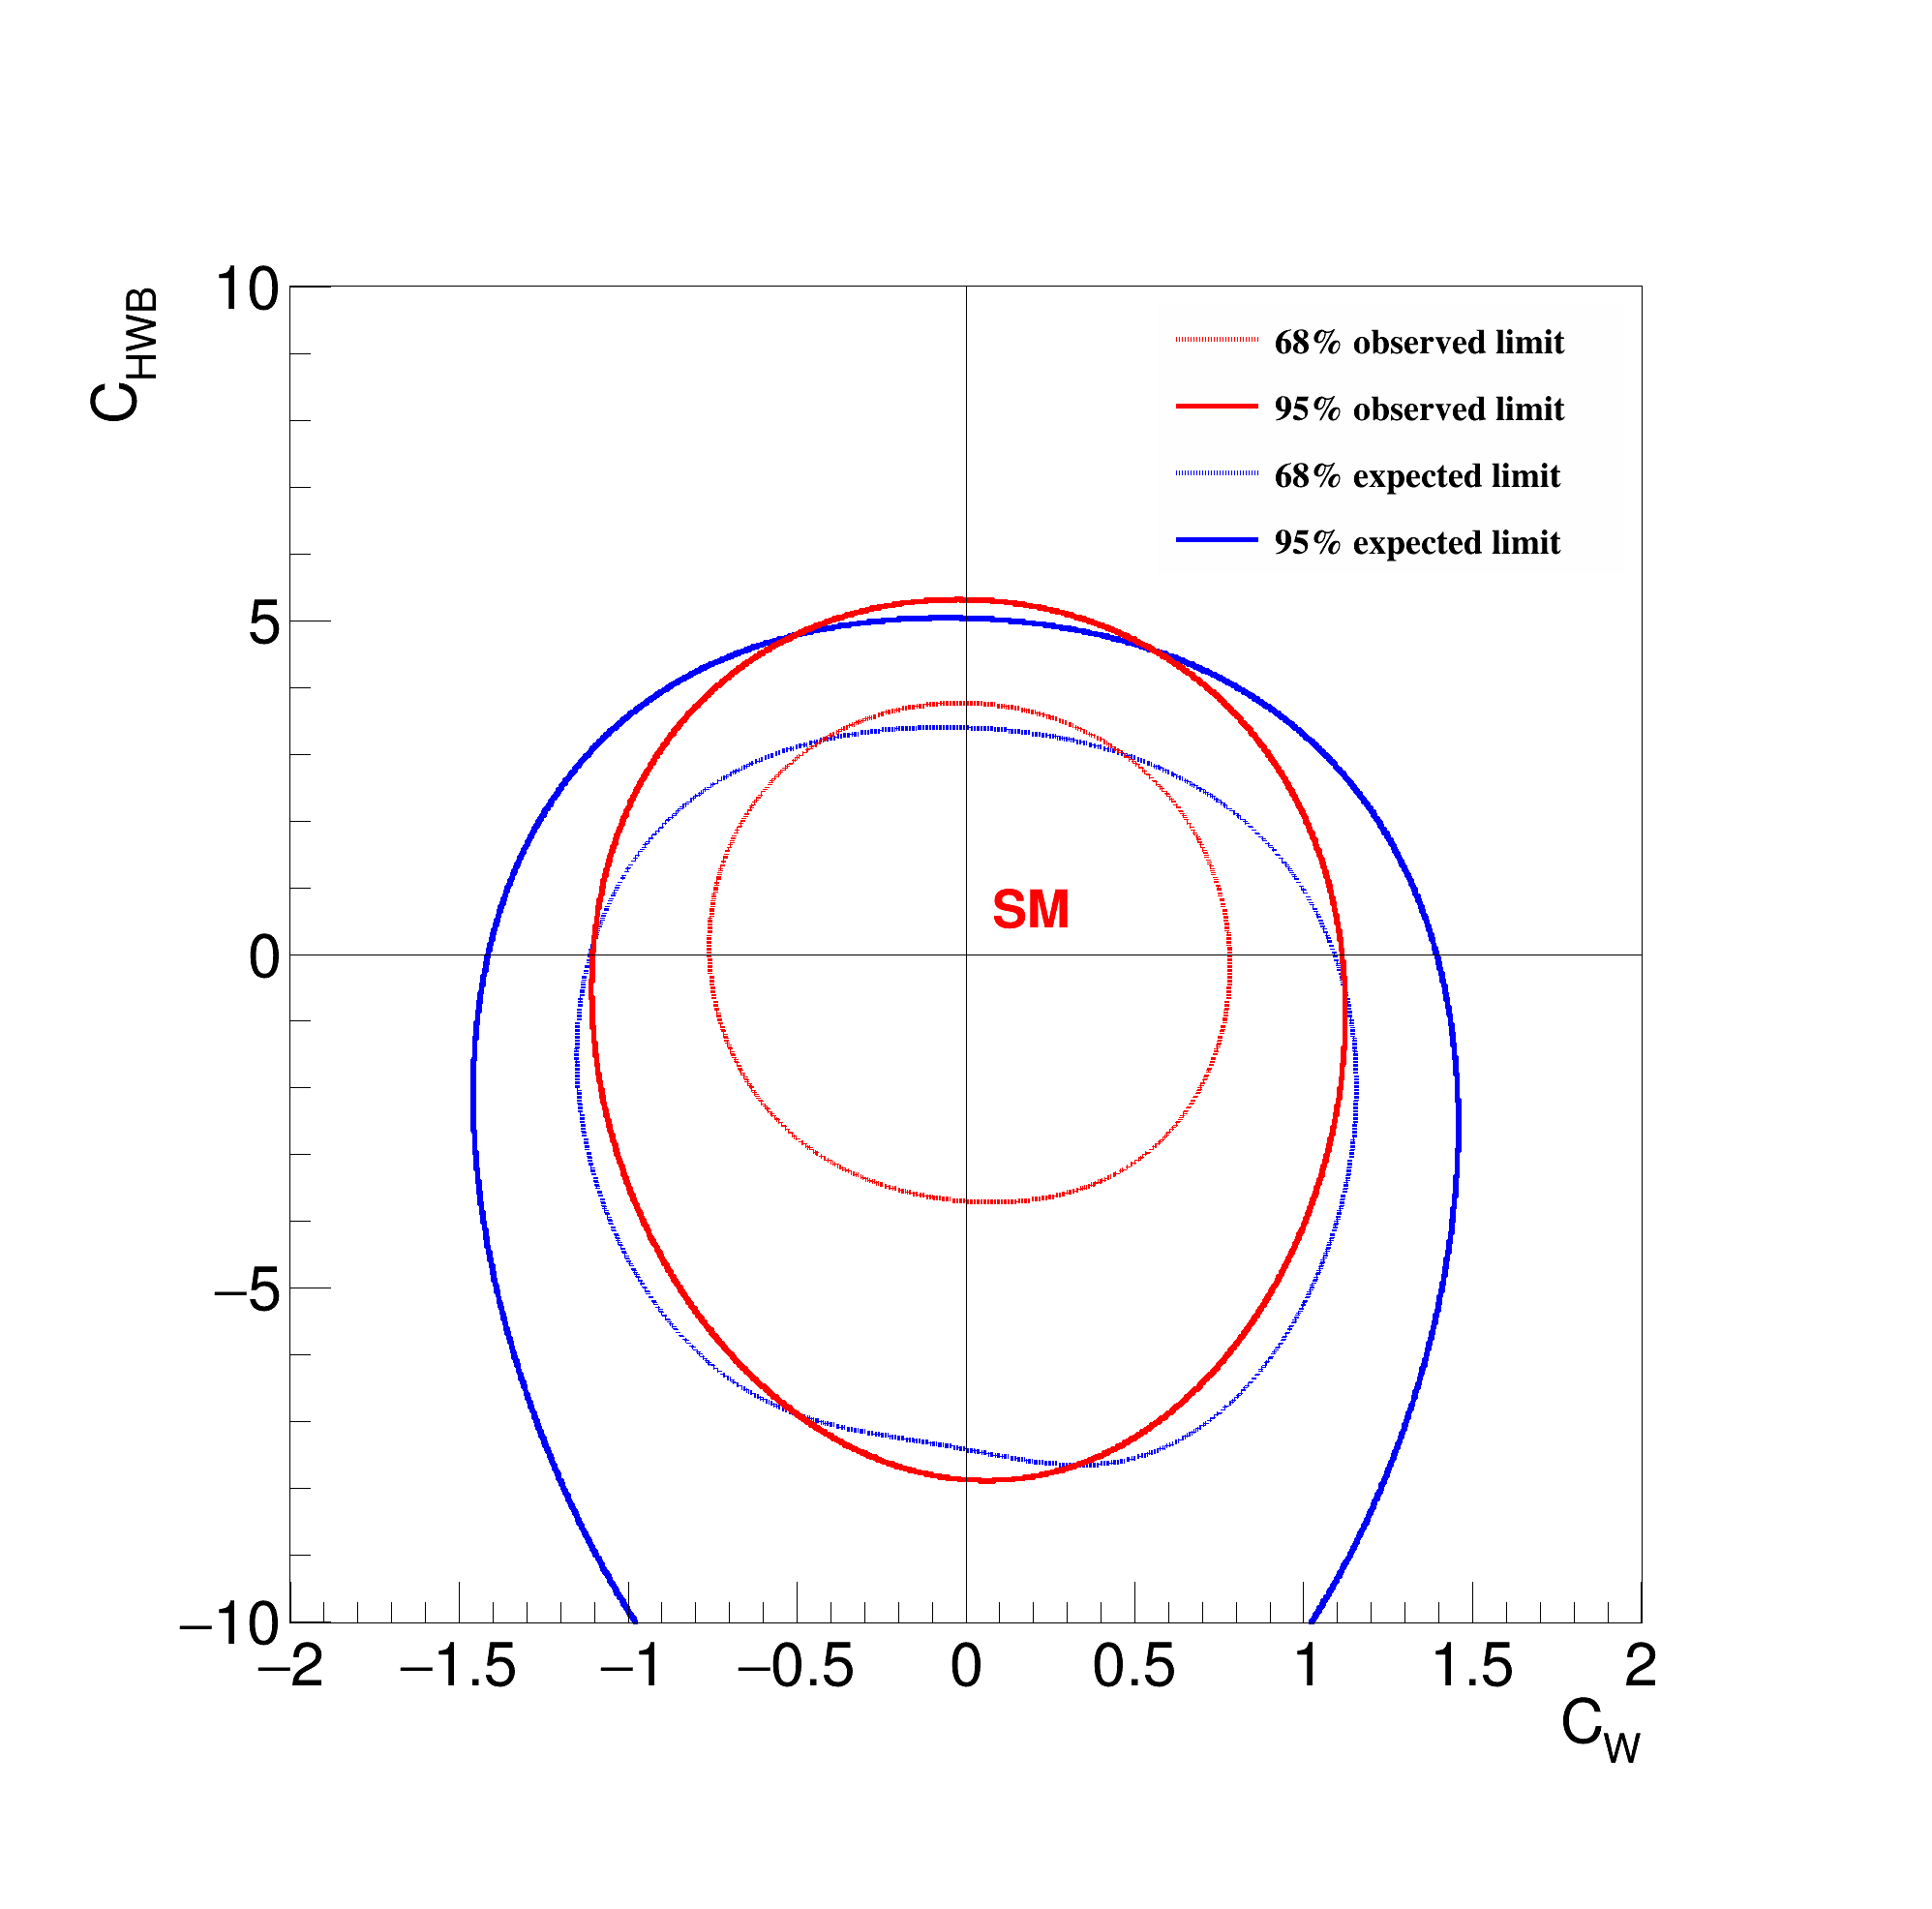 C_HWB
10
5
0
−5
−10
68% observed limit
95% observed limit
68% expected limit
95% expected limit
SM
−2 −1.5 −1 −0.5 0 0.5 1 1.5 2
C_W